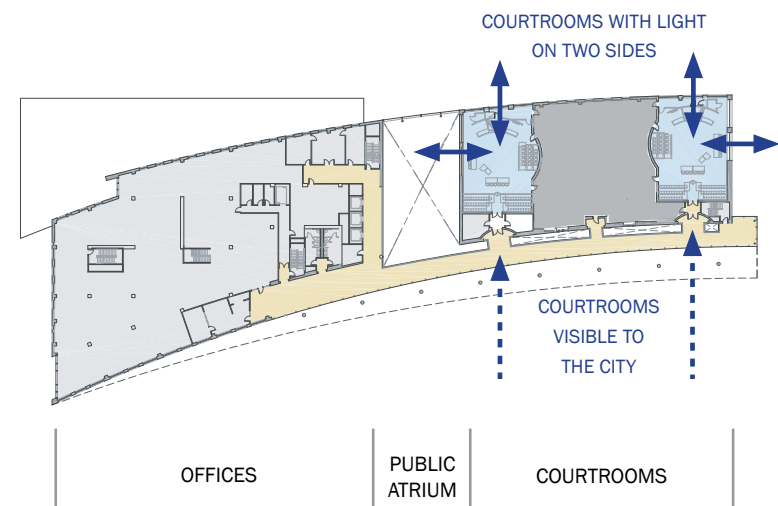 COURTROOMS WITH LIGHT
ON TWO SIDES
COURTROOMS
VISIBLE TO
THE CITY
OFFICES
PUBLIC
ATRIUM
COURTROOMS